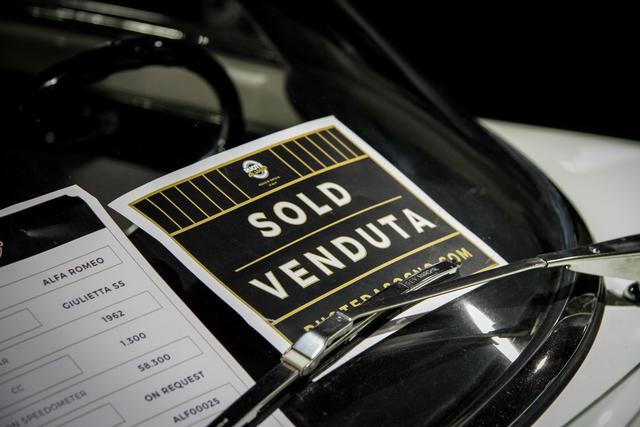 SOLD
VENDUTA
ALFA ROMEO
GIULIETTA SS
1962
1.300
CC
58.300
SPEEDOMETER
ON REQUEST
ALF00025